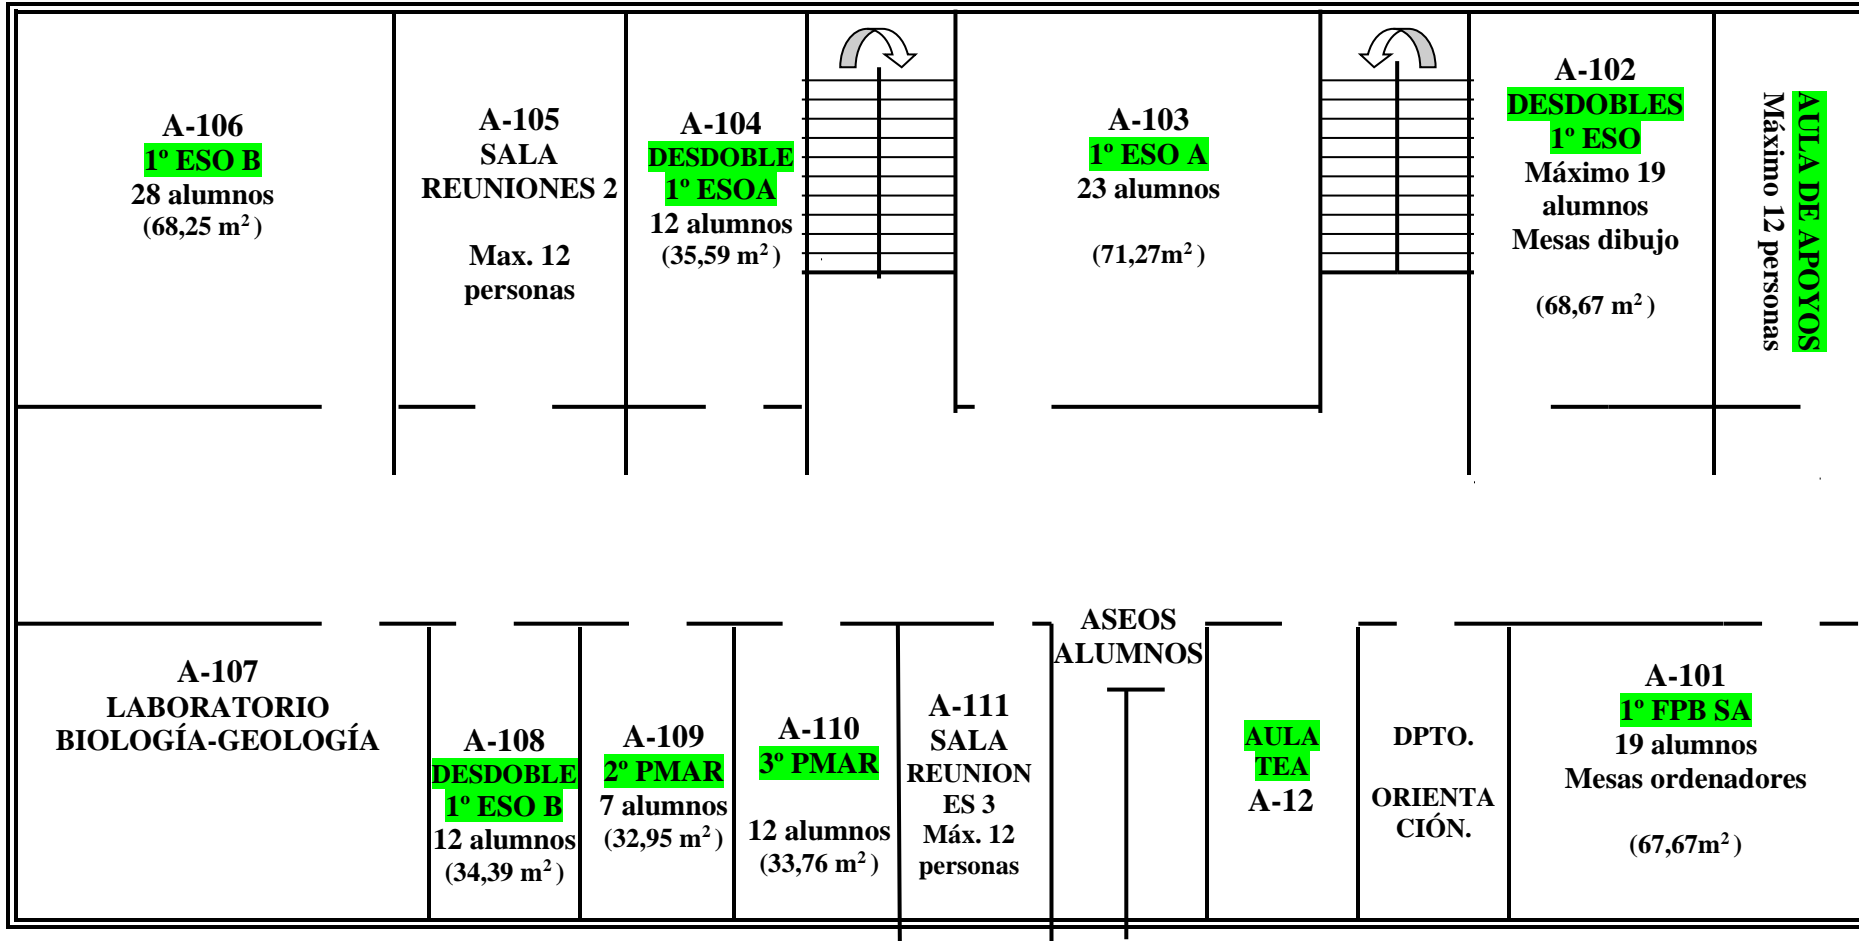 A-106
1º ESO B
28 alumnos
(68,25 m²)
A-105
SALA
REUNIONES 2
Max. 12
personas
A-104
DESDOBLE
1º ESOA
12 alumnos
(35,59 m²)
A-103
1º ESO A
23 alumnos
(71,27m²)
A-102
DESDOBLES
1º ESO
Máximo 19
alumnos
Mesas dibujo
(68,67 m²)
AULA DE APOYOS
Máximo 12 personas
A-107
LABORATORIO
BIOLOGÍA-GEOLOGÍA
A-108
DESDOBLE
1º ESO B
12 alumnos
(34,39 m²)
A-109
2º PMAR
7 alumnos
(32,95 m²)
A-110
3º PMAR
12 alumnos
(33,76 m²)
A-111
SALA
REUNION
ES 3
Máx. 12
personas
ASEOS
ALUMNOS
AULA
TEA
A-12
DPTO.
ORIENTA
CIÓN.
A-101
1º FPB SA
19 alumnos
Mesas ordenadores
(67,67m²)